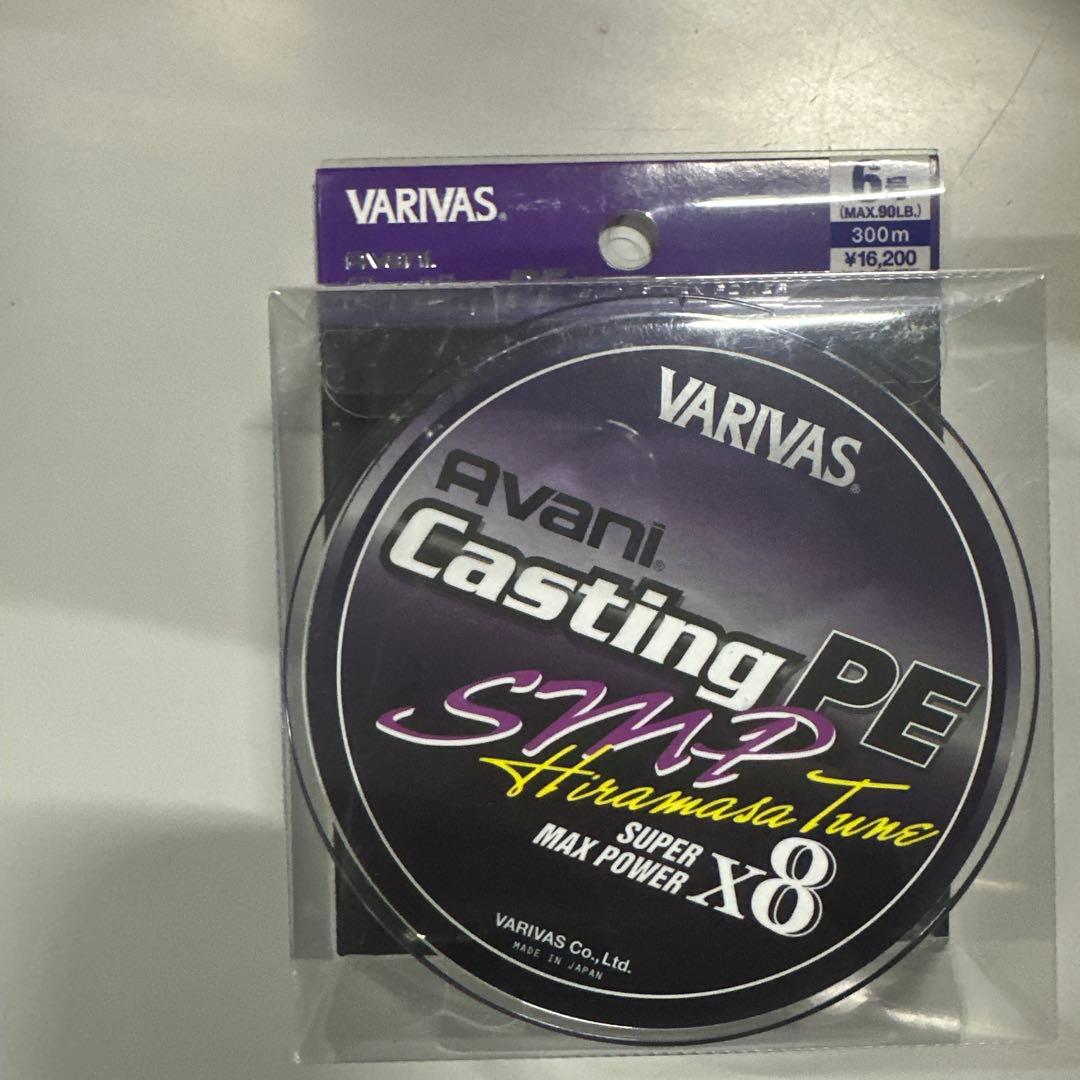 VARIVAS®
6号
(MAX.90LB.)
300m
¥16,200
Avani
VARIVAS®
Avani®
Casting PE
SMP
Hiramasa Tune
SUPER
MAX POWER X8
VARIVAS Co., Ltd.
MADE IN JAPAN